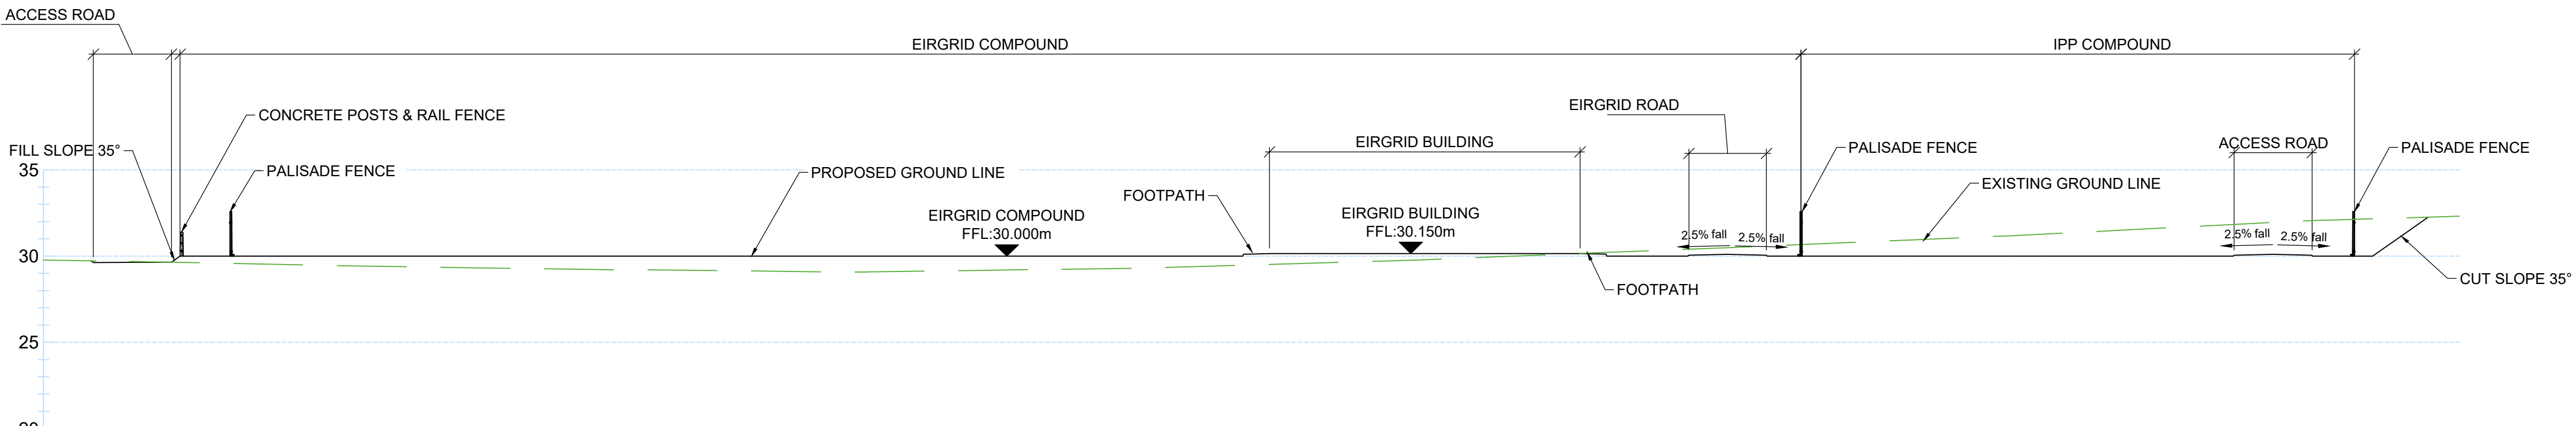 ACCESS ROAD
EIRGRID COMPOUND
IPP COMPOUND
EIRGRID ROAD
CONCRETE POSTS & RAIL FENCE
EIRGRID BUILDING
ACCESS ROAD
PALISADE FENCE
PALISADE FENCE
FILL SLOPE 35°
35
PALISADE FENCE
PROPOSED GROUND LINE
EXISTING GROUND LINE
FOOTPATH
EIRGRID COMPOUND
FFL:30.000m
EIRGRID BUILDING
FFL:30.150m
2.5% fall
2.5% fall
2.5% fall
2.5% fall
30
CUT SLOPE 35°
FOOTPATH
25